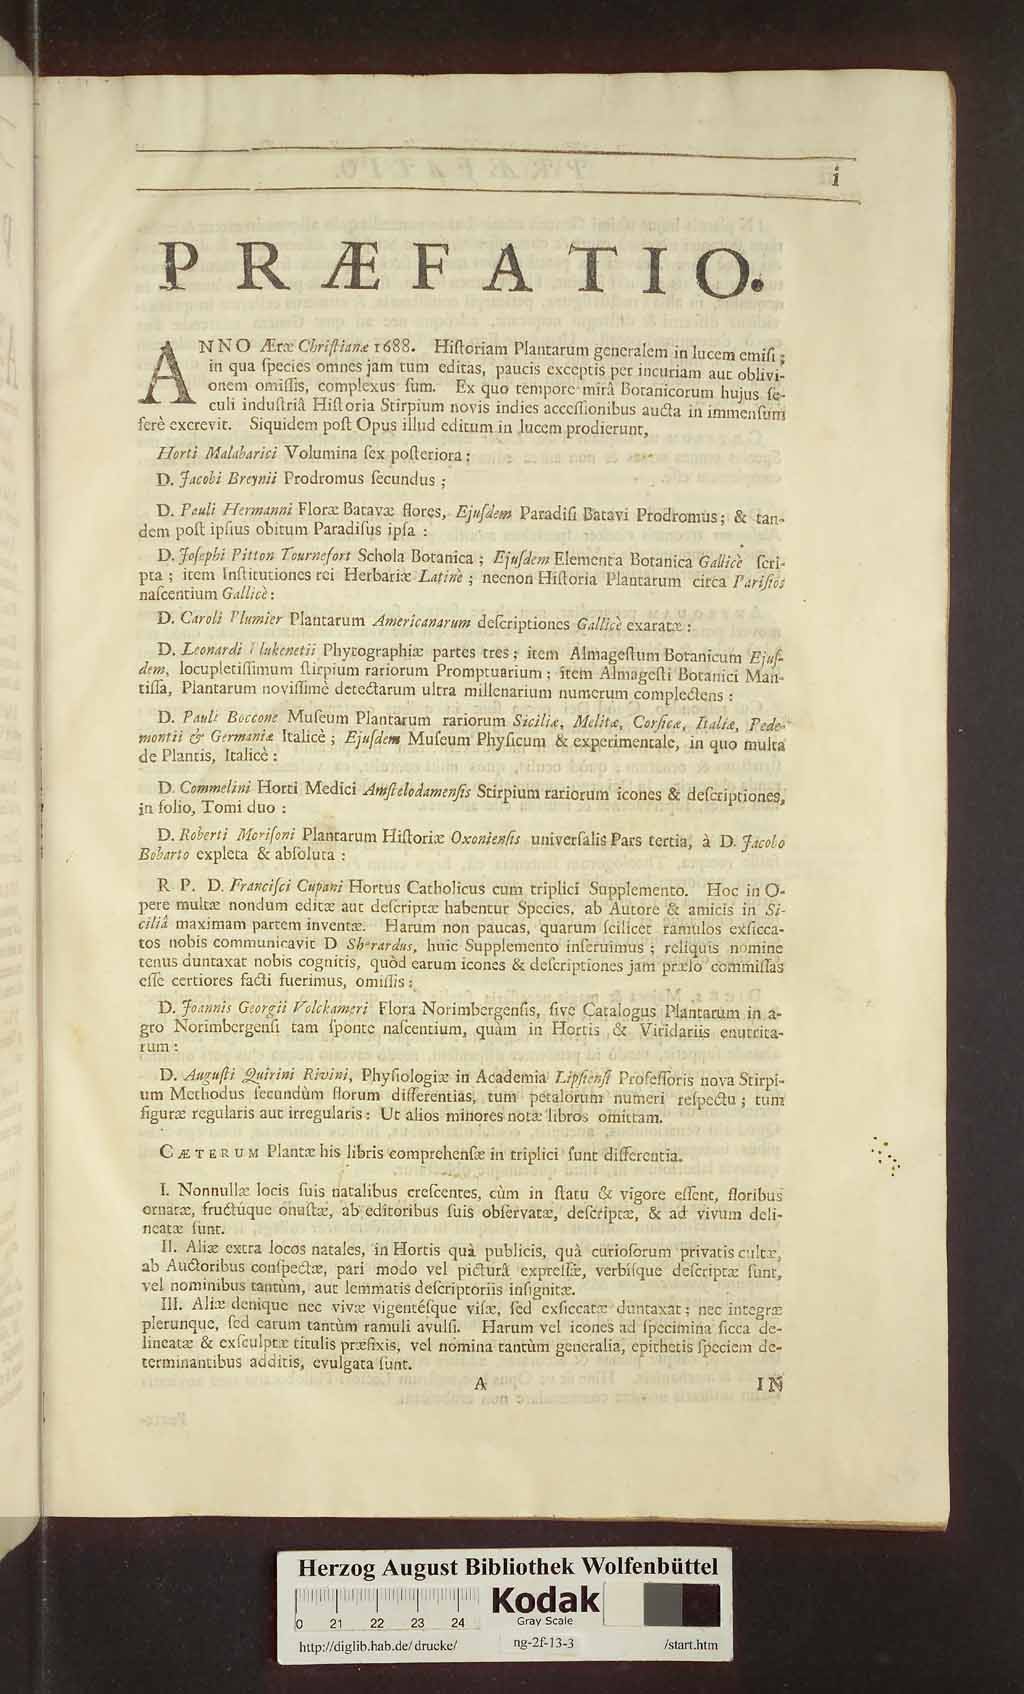 i
PRÆFATIO.
ANNO Æræ Chriſtianæ 1688. Hiſtoriam Plantarum generalem in lucem emiſi;
in qua ſpecies omnes jam tum editas, paucis exceptis per incuriam aut oblivi-
onem omiſſis, complexus ſum. Ex quo tempore mirâ Botanicorum hujus ſe-
culi induſtriâ Hiſtoria Stirpium novis indies acceſſionibus aucta in immenſum
ferè excrevit. Siquidem poſt Opus illud editum in lucem prodierunt,
Horti Malabarici Volumina ſex poſteriora:
D. Jacobi Breynii Prodromus ſecundus;
D. Pauli Hermanni Floræ Batavæ flores, Ejuſdem Paradiſi Batavi Prodromus; & tan-
dem poſt ipſius obitum Paradiſus ipſa:
D. Joſephi Pitton Tournefort Schola Botanica; Ejuſdem Elementa Botanica Gallicè ſcri-
pta; item Inſtitutiones rei Herbariæ Latinè; necnon Hiſtoria Plantarum circa Pariſios
naſcentium Gallicè:
D. Caroli Plumier Plantarum Americanarum deſcriptiones Gallicè exaratæ:
D. Leonardi Plukenetii Phytographiæ partes tres; item Almageſtum Botanicum Ejuſ-
dem, locupletiſſimum ſtirpium rariorum Promptuarium; item Almageſti Botanici Man-
tiſſa, Plantarum noviſſimè detectarum ultra millenarium numerum complectens:
D. Pauli Boccone Muſeum Plantarum rariorum Siciliæ, Melitæ, Corſicæ, Italiæ, Pede-
montii & Germaniæ Italicè; Ejuſdem Muſeum Phyſicum & experimentale, in quo multa
de Plantis, Italicè:
D. Commelini Horti Medici Amſtelodamenſis Stirpium rariorum icones & deſcriptiones,
in folio, Tomi duo:
D. Roberti Moriſoni Plantarum Hiſtoriæ Oxonienſis univerſalis Pars tertia, à D. Jacobo
Bobarto expleta & abſoluta:
R P. D. Franciſci Cupani Hortus Catholicus cum triplici Supplemento. Hoc in O-
pere multæ nondum editæ aut deſcriptæ habentur Species, ab Autore & amicis in Si-
ciliâ maximam partem inventæ. Harum non paucas, quarum ſcilicet ramulos exſicca-
tos nobis communicavit D Sherardus, huic Supplemento inſeruimus; reliquis nomine
tenus duntaxat nobis cognitis, quòd earum icones & deſcriptiones jam prælo commiſſas
eſſe certiores facti fuerimus, omiſſis:
D. Joannis Georgii Volckameri Flora Norimbergenſis, ſive Catalogus Plantarum in a-
gro Norimbergenſi tam ſponte naſcentium, quàm in Hortis & Viridariis enutrita-
rum:
D. Auguſti Quirini Rivini, Phyſiologiæ in Academia Lipſienſi Profeſſoris nova Stirpi-
um Methodus ſecundùm florum differentias, tum petalorum numeri reſpectu; tum
figuræ regularis aut irregularis: Ut alios minores notæ libros omittam.
CÆTERUM Plantæ his libris comprehenſæ in triplici ſunt differentia.
I. Nonnullæ locis ſuis natalibus creſcentes, cùm in ſtatu & vigore eſſent, floribus
ornatæ, fructúque onuſtæ, ab editoribus ſuis obſervatæ, deſcriptæ, & ad vivum deli-
neatæ ſunt.
II. Aliæ extra locos natales, in Hortis quà publicis, quà curioſorum privatis cultæ,
ab Auctoribus conſpectæ, pari modo vel picturâ expreſſæ, verbiſque deſcriptæ ſunt,
vel nominibus tantùm, aut lemmatis deſcriptoriis inſignitæ.
III. Aliæ denique nec vivæ vigentéſque viſæ, ſed exſiccatæ duntaxat; nec integræ
plerunque, ſed earum tantùm ramuli avulſi. Harum vel icones ad ſpecimina ſicca de-
lineatæ & exſculptæ titulis præfixis, vel nomina tantùm generalia, epithetis ſpeciem de-
terminantibus additis, evulgata ſunt.
A IN
Herzog August Bibliothek Wolfenbüttel
0 21 22 23 24
Kodak
Gray Scale
http://diglib.hab.de/drucke/ ng-2f-13-3 /start.htm